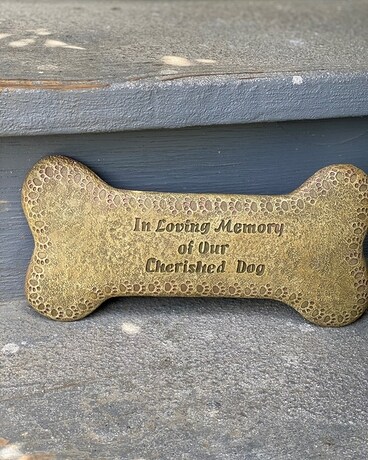 In Loving Memory
of Our
Cherished Dog